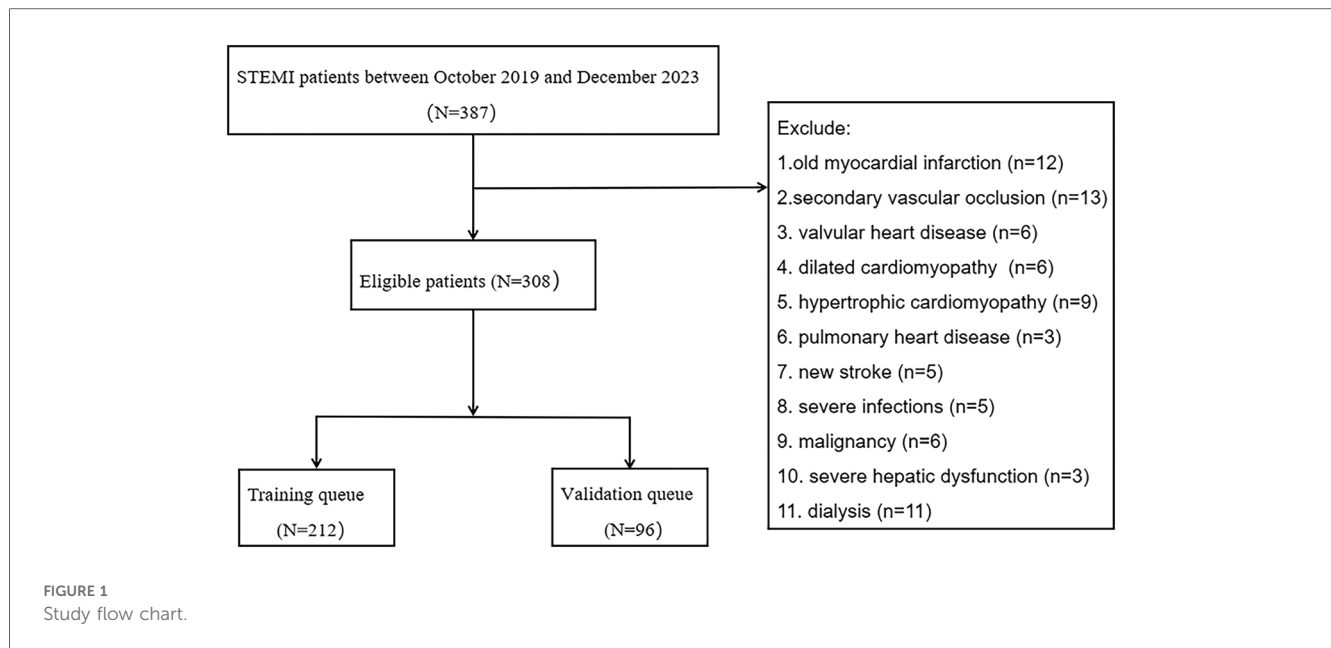 STEMI patients between October 2019 and December 2023
(N=387)
Exclude:
1.old myocardial infarction (n=12)
2.secondary vascular occlusion (n=13)
3. valvular heart disease (n=6)
4. dilated cardiomyopathy (n=6)
5. hypertrophic cardiomyopathy (n=9)
6. pulmonary heart disease (n=3)
7. new stroke (n=5)
8. severe infections (n=5)
9. malignancy (n=6)
10. severe hepatic dysfunction (n=3)
11. dialysis (n=11)
Eligible patients (N=308)
Training queue
(N=212)
Validation queue
(N=96)
FIGURE 1
Study flow chart.